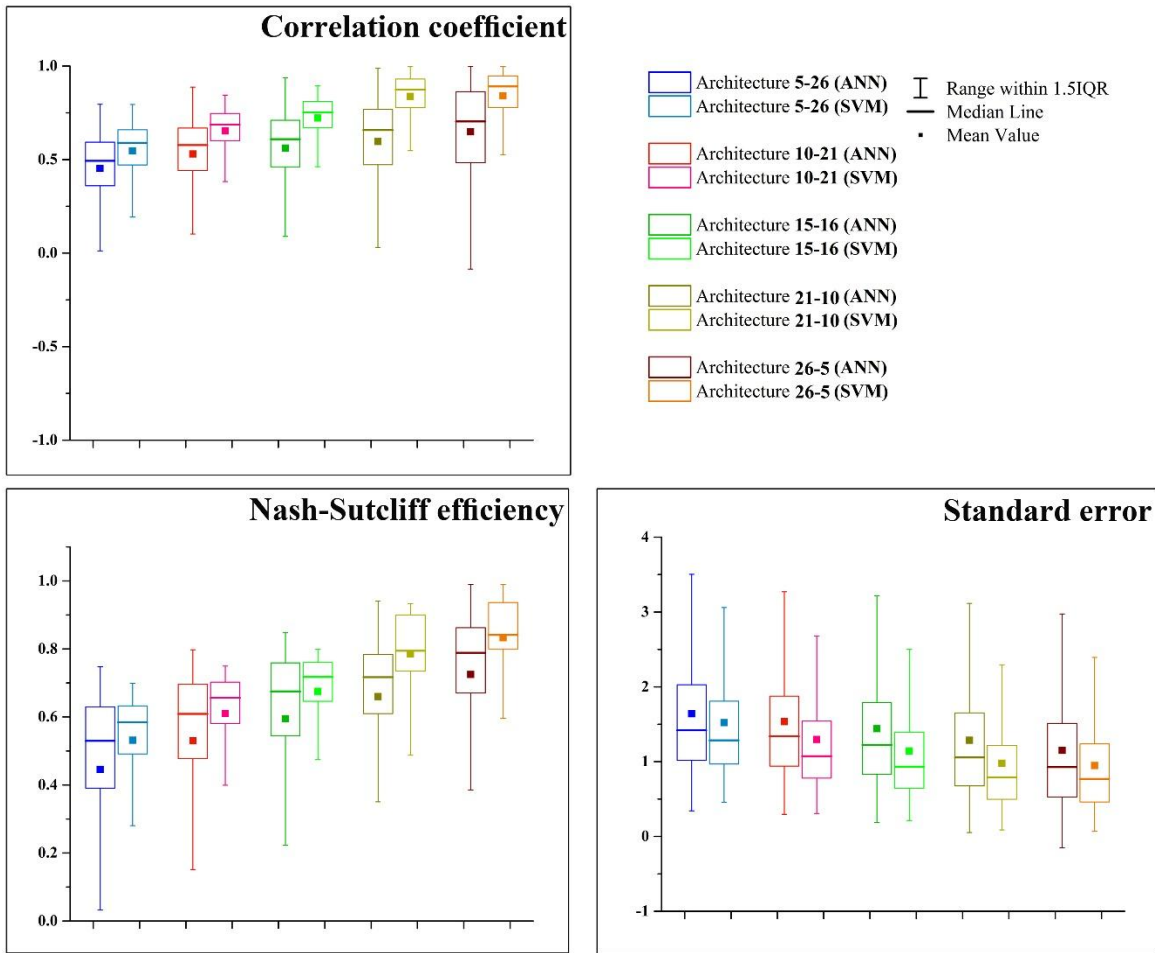 Correlation coefficient
1.0
0.5
0.0
-0.5
-1.0
Architecture 5-26 (ANN)
Architecture 5-26 (SVM)
Architecture 10-21 (ANN)
Architecture 10-21 (SVM)
Architecture 15-16 (ANN)
Architecture 15-16 (SVM)
Architecture 21-10 (ANN)
Architecture 21-10 (SVM)
Architecture 26-5 (ANN)
Architecture 26-5 (SVM)
Range within 1.5IQR
Median Line
Mean Value
Nash-Sutcliff efficiency
1.0
0.8
0.6
0.4
0.2
0.0
Standard error
4
3
2
1
0
-1